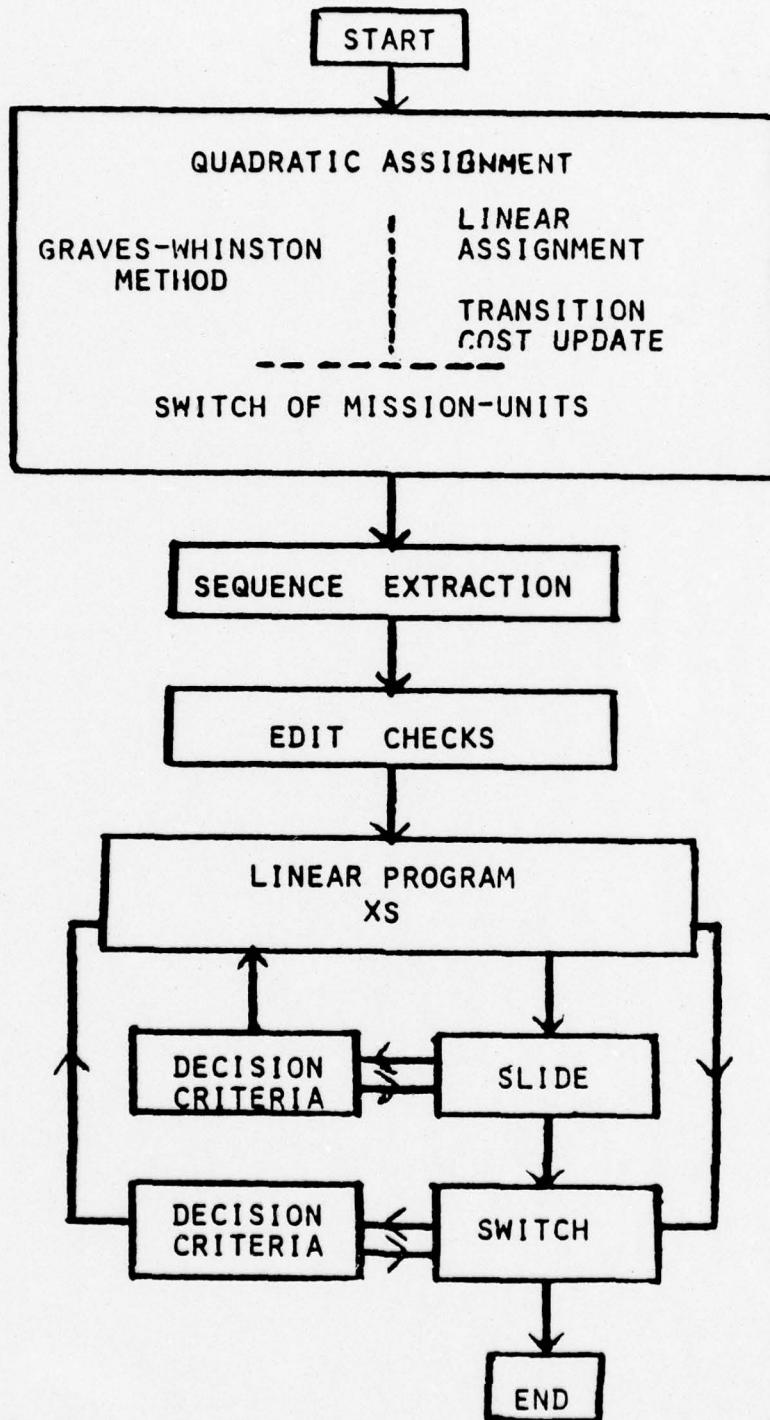 START
QUADRATIC ASSIGNMENT
GRAVES-WHINSTON
METHOD
LINEAR
ASSIGNMENT
TRANSITION
COST UPDATE
SWITCH OF MISSION-UNITS
SEQUENCE EXTRACTION
EDIT CHECKS
LINEAR PROGRAM
XS
DECISION
CRITERIA
SLIDE
DECISION
CRITERIA
SWITCH
END